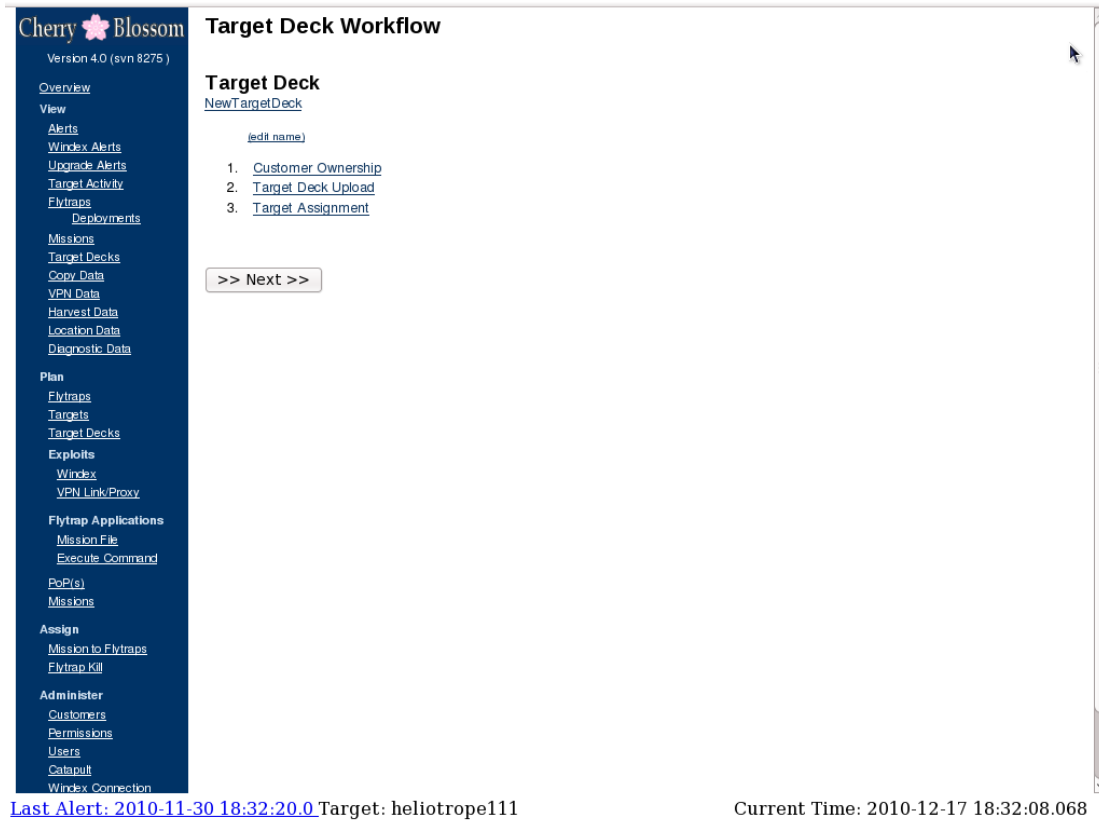 Cherry Blossom
Version 4.0 (svn 8275 )
Overview
View
Alerts
Windex Alerts
Upgrade Alerts
Target Activity
Flytraps
Deployments
Missions
Target Decks
Copy Data
VPN Data
Harvest Data
Location Data
Diagnostic Data
Plan
Flytraps
Targets
Target Decks
Exploits
Windex
VPN Link/Proxy
Flytrap Applications
Mission File
Execute Command
PoP(s)
Missions
Assign
Mission to Flytraps
Flytrap Kill
Administer
Customers
Permissions
Users
Catapult
Windex Connection
Target Deck Workflow
Target Deck
NewTargetDeck
(edit name)
1. Customer Ownership
2. Target Deck Upload
3. Target Assignment
>> Next >>
Last Alert: 2010-11-30 18:32:20.0 Target: heliotrope111 Current Time: 2010-12-17 18:32:08.068